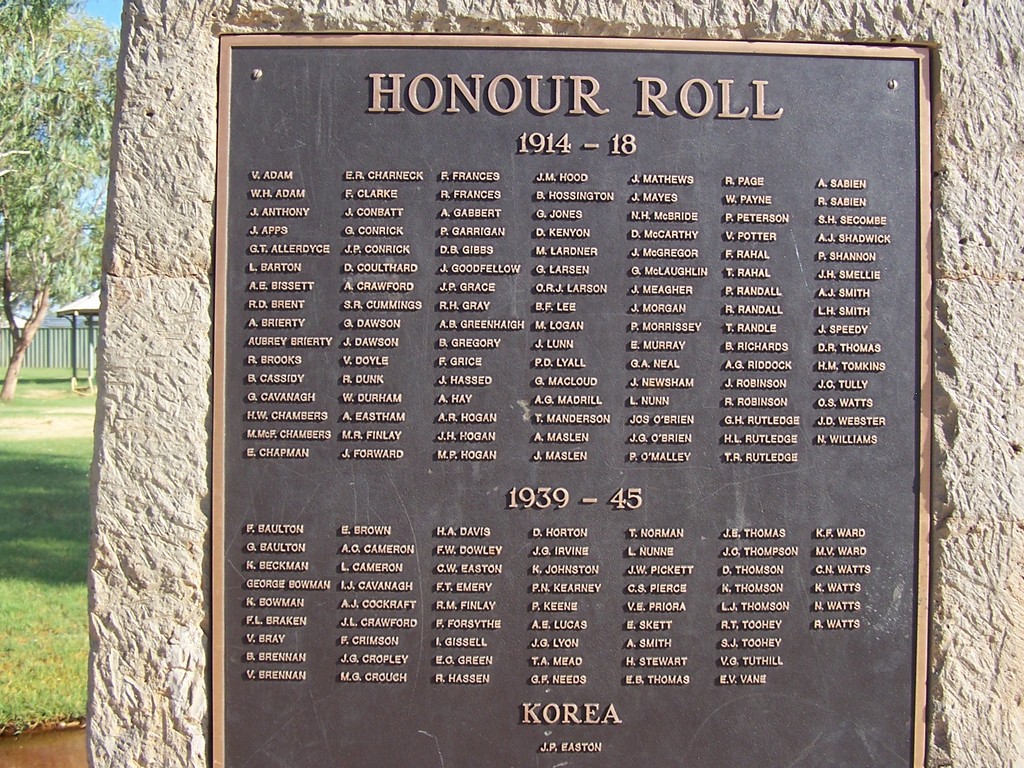 HONOUR ROLL
1914 - 18
V. ADAM
W.H. ADAM
J. ANTHONY
J. APPS
G.T. ALLERDYCE
L. BARTON
A.E. BISSETT
R.D. BRENT
A. BRIERTY
AUBREY BRIERTY
R. BROOKS
B. CASSIDY
G. CAVANAGH
H.W. CHAMBERS
M.McF. CHAMBERS
E. CHAPMAN
E.R. CHARNECK
F. CLARKE
J. CONBATT
G. CONRICK
J.P. CONRICK
D. COULTHARD
A. CRAWFORD
S.R. CUMMINGS
G. DAWSON
J. DAWSON
V. DOYLE
R. DUNK
W. DURHAM
A. EASTHAM
M.R. FINLAY
J. FORWARD
F. FRANCES
R. FRANCES
A. GABBERT
P. GARRIGAN
D.B. GIBBS
J. GOODFELLOW
J.P. GRACE
R.H. GRAY
A.B. GREENHAIGH
B. GREGORY
F. GRICE
J. HASSED
A. HAY
A.R. HOGAN
J.H. HOGAN
M.P. HOGAN
J.M. HOOD
B. HOSSINGTON
G. JONES
D. KENYON
M. LARDNER
G. LARSEN
O.R.J. LARSON
B.F. LEE
M. LOGAN
J. LUNN
P.D. LYALL
G. MACLOUD
A.G. MADRILL
T. MANDERSON
A. MASLEN
J. MASLEN
J. MATHEWS
J. MAYES
N.H. McBRIDE
D. McCARTHY
J. McGREGOR
G. McLAUGHLIN
J. MEAGHER
J. MORGAN
P. MORRISSEY
E. MURRAY
G.A. NEAL
J. NEWSHAM
L. NUNN
JOS O'BRIEN
J.G. O'BRIEN
P. O'MALLEY
R. PAGE
W. PAYNE
P. PETERSON
V. POTTER
F. RAHAL
T. RAHAL
P. RANDALL
R. RANDALL
T. RANDLE
B. RICHARDS
A.G. RIDDOCK
J. ROBINSON
R. ROBINSON
G.H. RUTLEDGE
H.L. RUTLEDGE
T.R. RUTLEDGE
A. SABIEN
R. SABIEN
S.H. SECOMBE
A.J. SHADWICK
P. SHANNON
J.H. SMELLIE
A.J. SMITH
L.H. SMITH
J. SPEEDY
D.R. THOMAS
H.M. TOMKINS
J.C. TULLY
O.S. WATTS
J.D. WEBSTER
N. WILLIAMS
1939 - 45
F. BAULTON
G. BAULTON
K. BECKMAN
GEORGE BOWMAN
K. BOWMAN
F.L. BRAKEN
V. BRAY
B. BRENNAN
V. BRENNAN
E. BROWN
A.C. CAMERON
L. CAMERON
I.J. CAVANAGH
A.J. COCKRAFT
J.L. CRAWFORD
F. CRIMSON
J.G. CROPLEY
M.G. CROUCH
H.A. DAVIS
F.W. DOWLEY
C.W. EASTON
F.T. EMERY
R.M. FINLAY
F. FORSYTHE
I. GISSELL
E.O. GREEN
R. HASSEN
D. HORTON
J.G. IRVINE
K. JOHNSTON
P.N. KEARNEY
P. KEENE
A.E. LUCAS
J.G. LYON
T.A. MEAD
G.F. NEEDS
T. NORMAN
L. NUNNE
J.W. PICKETT
C.S. PIERCE
V.E. PRIORA
E. SKETT
A. SMITH
H. STEWART
E.B. THOMAS
J.E. THOMAS
J.C. THOMPSON
D. THOMSON
K. THOMSON
L.J. THOMSON
R.T. TOOHEY
S.J. TOOHEY
V.G. TUTHILL
E.V. VANE
K.F. WARD
M.V. WARD
C.N. WATTS
K. WATTS
N. WATTS
R. WATTS
KOREA
J.P. EASTON